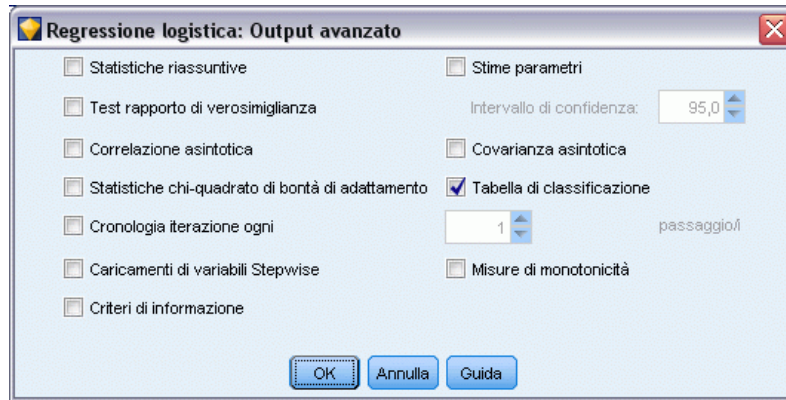 Regressione logistica: Output avanzato
Statistiche riassuntive
Stime parametri
Test rapporto di verosimiglianza
Intervallo di confidenza:
95,0
Correlazione asintotica
Covarianza asintotica
Statistiche chi-quadrato di bontà di adattamento
Tabella di classificazione
Cronologia iterazione ogni
1
passaggio/i
Caricamenti di variabili Stepwise
Misure di monotonicità
Criteri di informazione
OK
Annulla
Guida